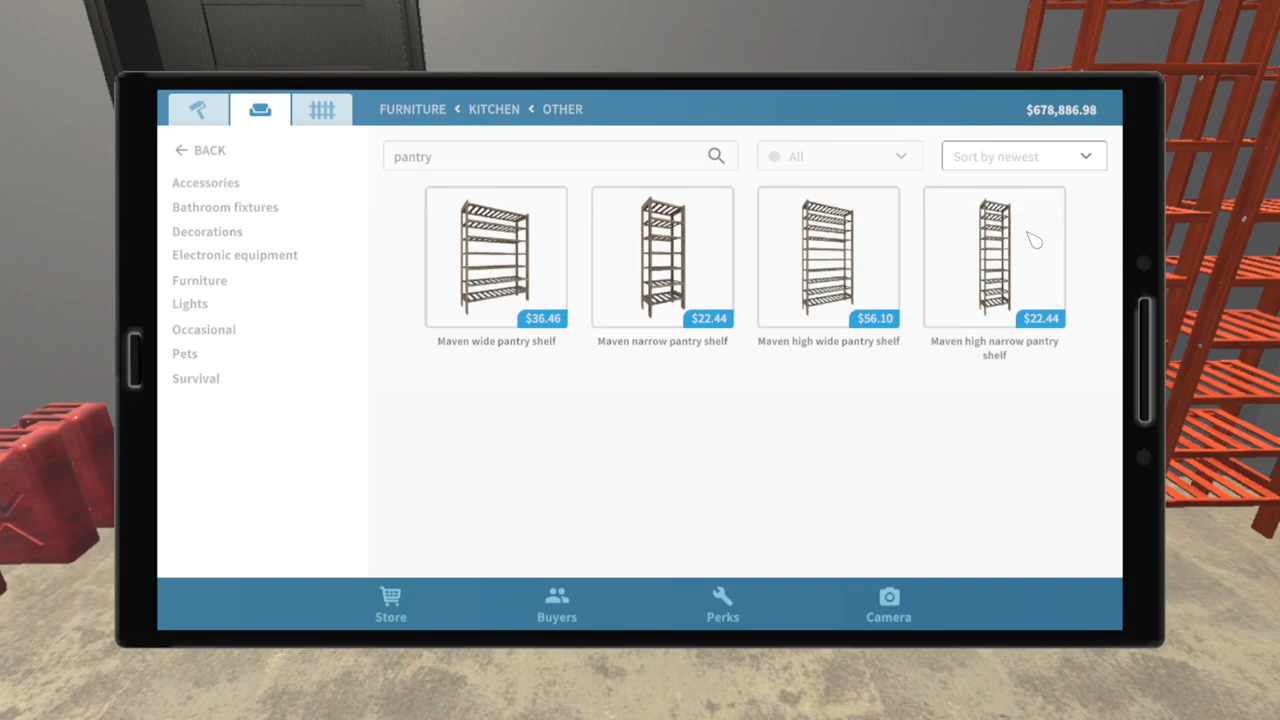 FURNITURE < KITCHEN < OTHER
$678,886.98
BACK
pantry
All
Sort by newest
Accessories
Bathroom fixtures
Decorations
Electronic equipment
Furniture
Lights
Occasional
Pets
Survival
$36.46
$22.44
$56.10
$22.44
Maven wide pantry shelf
Maven narrow pantry shelf
Maven high wide pantry shelf
Maven high narrow pantry
shelf
Store
Buyers
Perks
Camera